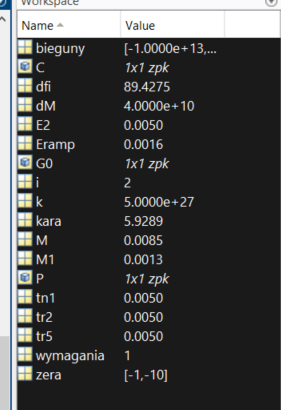 Workspace
Name Value
bieguny [-1.0000e+13,...
C 1x1 zpk
dfi 89.4275
dM 4.0000e+10
E2 0.0050
Eramp 0.0016
G0 1x1 zpk
i 2
k 5.0000e+27
kara 5.9289
M 0.0085
M1 0.0013
P 1x1 zpk
tn1 0.0050
tr2 0.0050
tr5 0.0050
wymagania 1
zera [-1,-10]